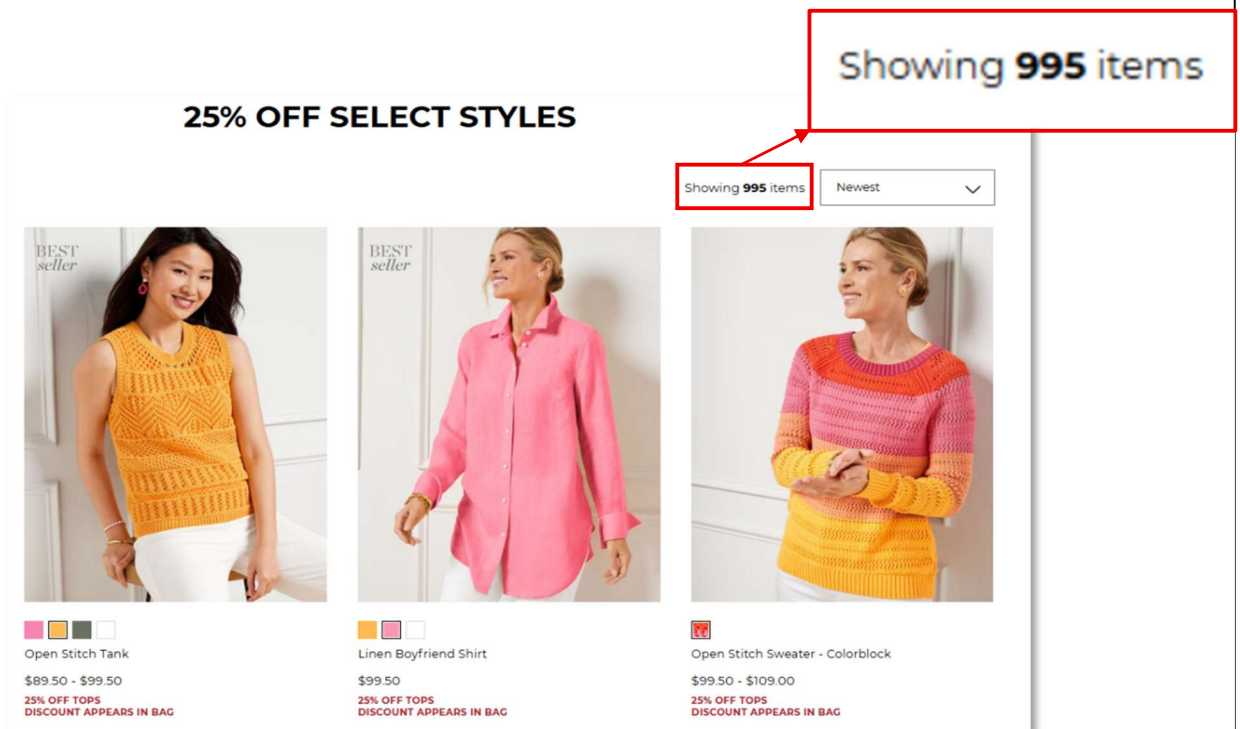 Showing 995 items
25% OFF SELECT STYLES
Showing 995 items
Newest
BEST
seller
BEST
seller
Open Stitch Tank
$89.50 - $99.50
25% OFF TOPS
DISCOUNT APPEARS IN BAG
Linen Boyfriend Shirt
$99.50
25% OFF TOPS
DISCOUNT APPEARS IN BAG
Open Stitch Sweater - Colorblock
$99.50 - $109.00
25% OFF TOPS
DISCOUNT APPEARS IN BAG